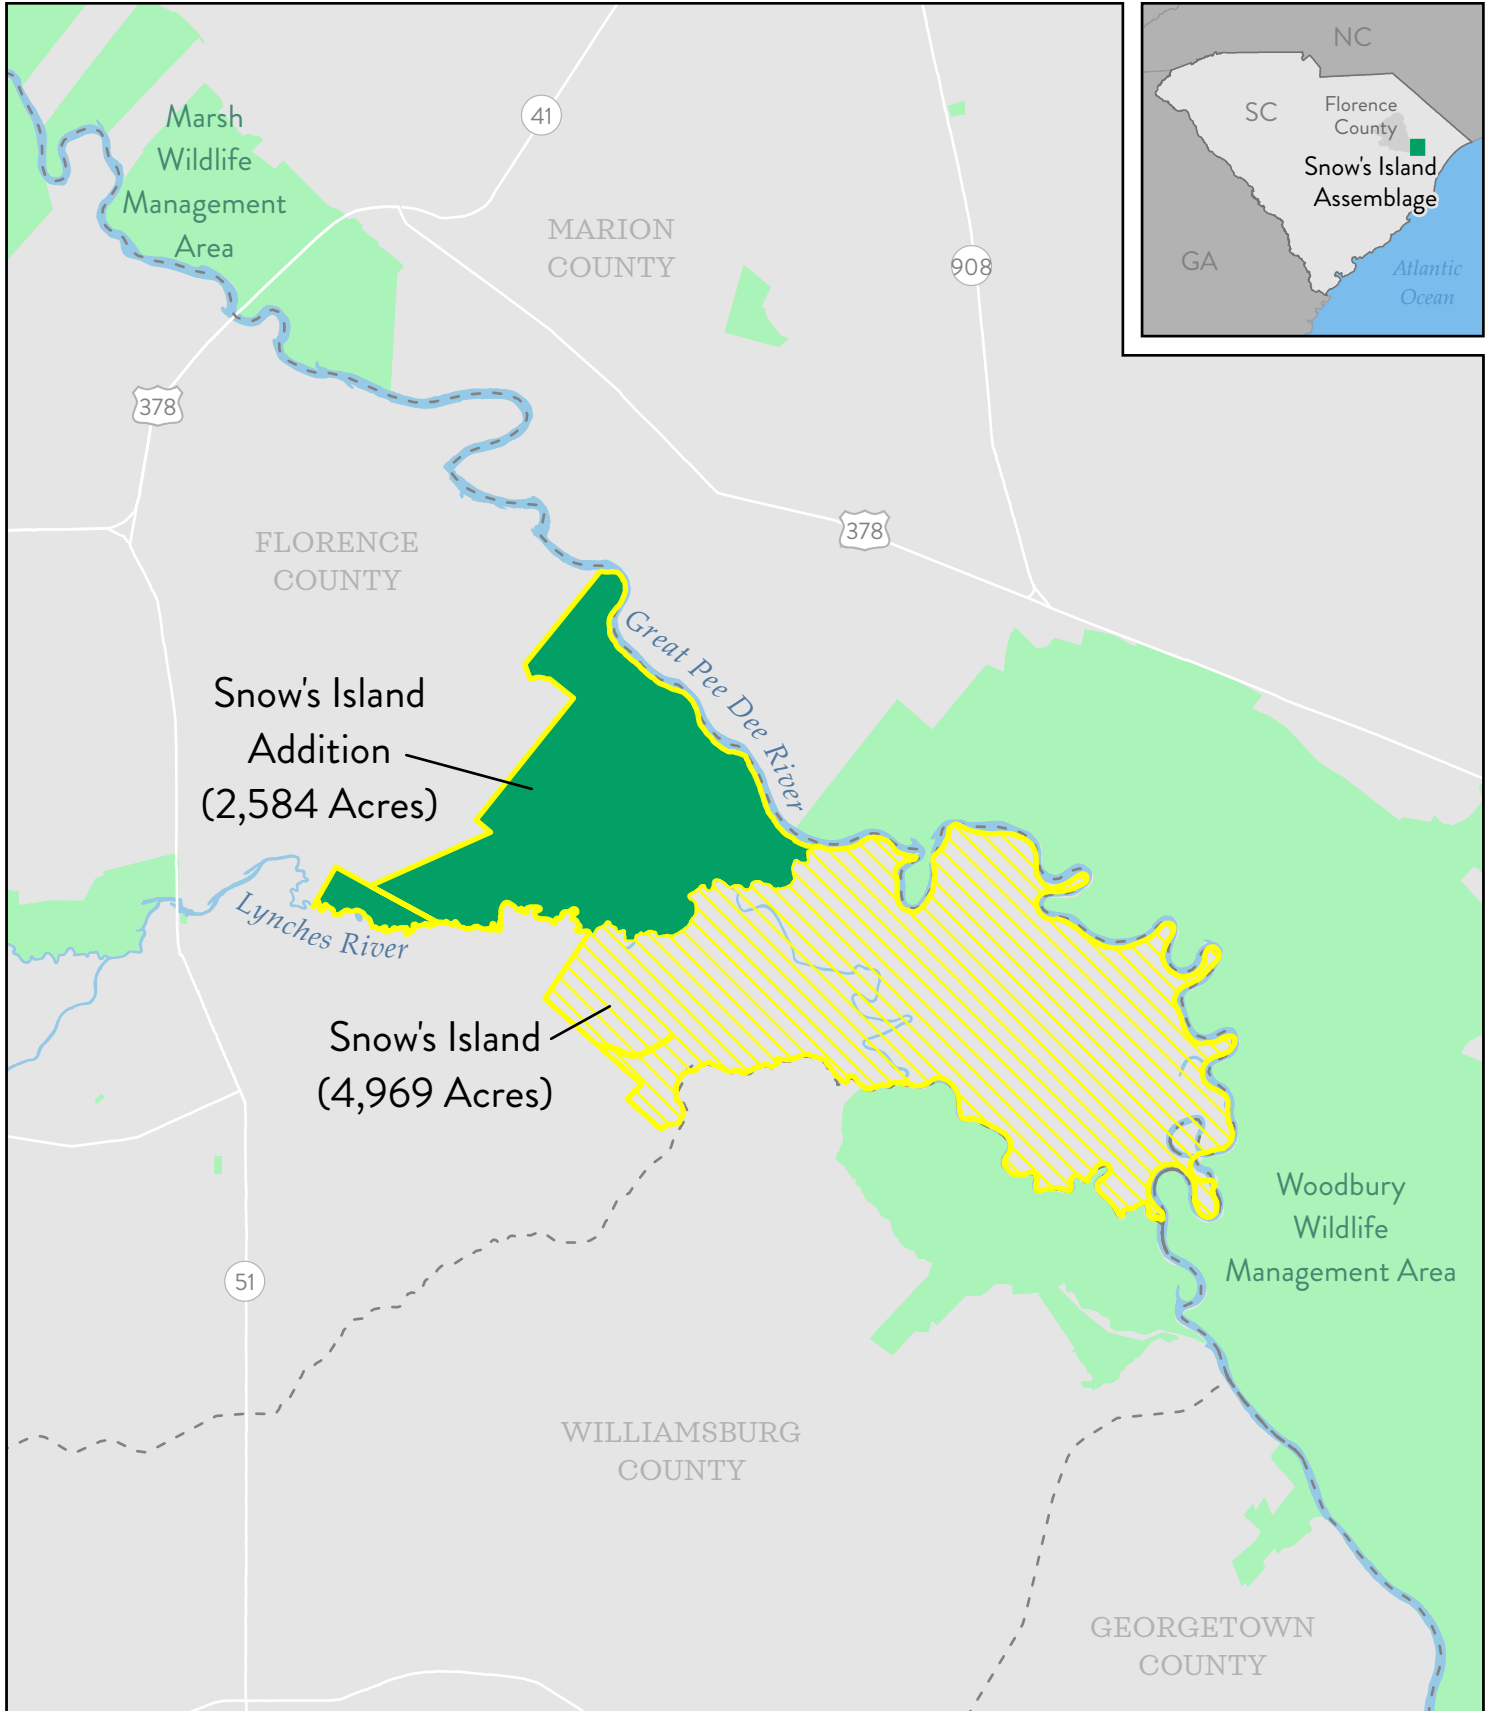 Marsh
Wildlife
Management
Area
41
MARION
COUNTY
908
378
378
FLORENCE
COUNTY
Great Pee Dee River
Snow's Island
Addition
(2,584 Acres)
Lynches River
Snow's Island
(4,969 Acres)
Woodbury
Wildlife
Management Area
51
WILLIAMSBURG
COUNTY
GEORGETOWN
COUNTY
NC
SC
Florence
County
Snow's Island
Assemblage
GA
Atlantic
Ocean